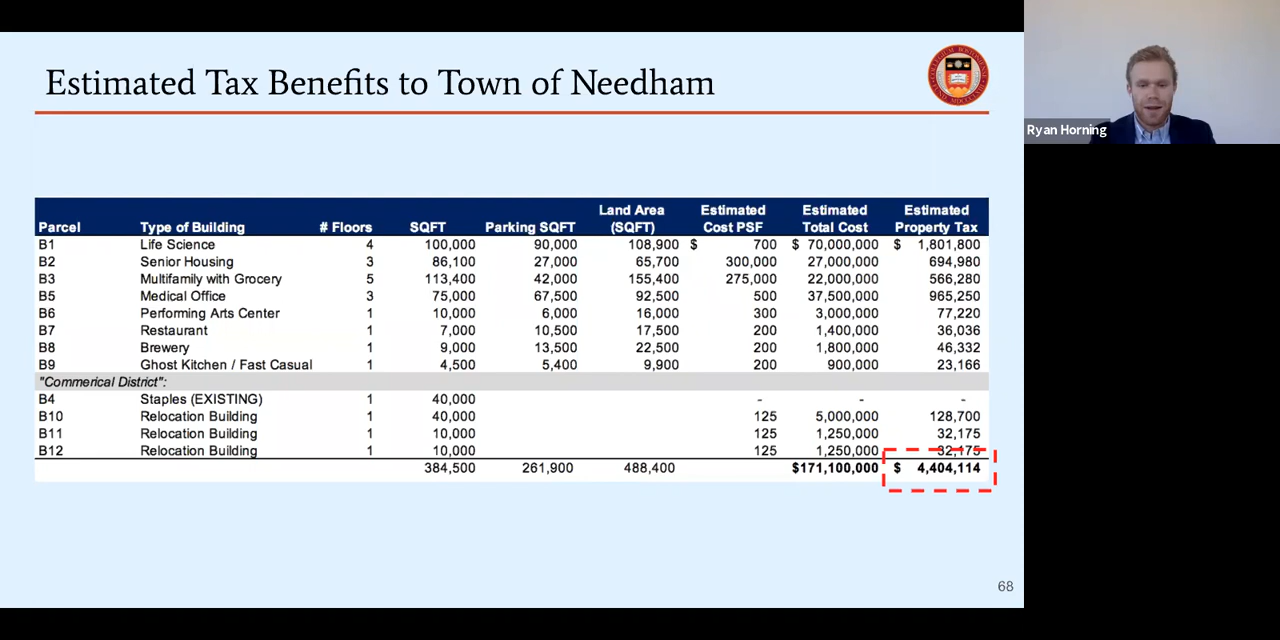 Estimated Tax Benefits to Town of Needham
Ryan Horning
Parcel Type of Building # Floors SQFT Parking SQFT Land Area (SQFT) Estimated Cost PSF Estimated Total Cost Estimated Property Tax
B1 Life Science 4 100,000 90,000 108,900 $ 700 $ 70,000,000 $ 1,801,800
B2 Senior Housing 3 86,100 27,000 65,700 300,000 27,000,000 694,980
B3 Multifamily with Grocery 5 113,400 42,000 155,400 275,000 22,000,000 566,280
B5 Medical Office 3 75,000 67,500 92,500 500 37,500,000 965,250
B6 Performing Arts Center 1 10,000 6,000 16,000 300 3,000,000 77,220
B7 Restaurant 1 7,000 10,500 17,500 200 1,400,000 36,036
B8 Brewery 1 9,000 13,500 22,500 200 1,800,000 46,332
B9 Ghost Kitchen / Fast Casual 1 4,500 5,400 9,900 200 900,000 23,166
"Commerical District":
B4 Staples (EXISTING) 1 40,000 - - -
B10 Relocation Building 1 40,000 125 5,000,000 128,700
B11 Relocation Building 1 10,000 125 1,250,000 32,175
B12 Relocation Building 1 10,000 125 1,250,000 32,175
384,500 261,900 488,400 $171,100,000 $ 4,404,114
68